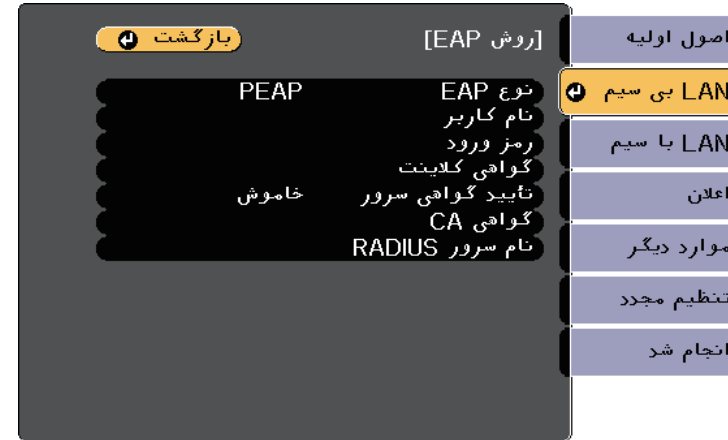 اصول اولیه
LAN بی سیم
LAN با سیم
اعلان
موارد دیگر
تنظیم مجدد
انجام شد
[روش EAP] بازگشت
نوع EAP PEAP
نام کاربر
رمز ورود
گواهی کلاینت
تأیید گواهی سرور خاموش
گواهی CA
نام سرور RADIUS